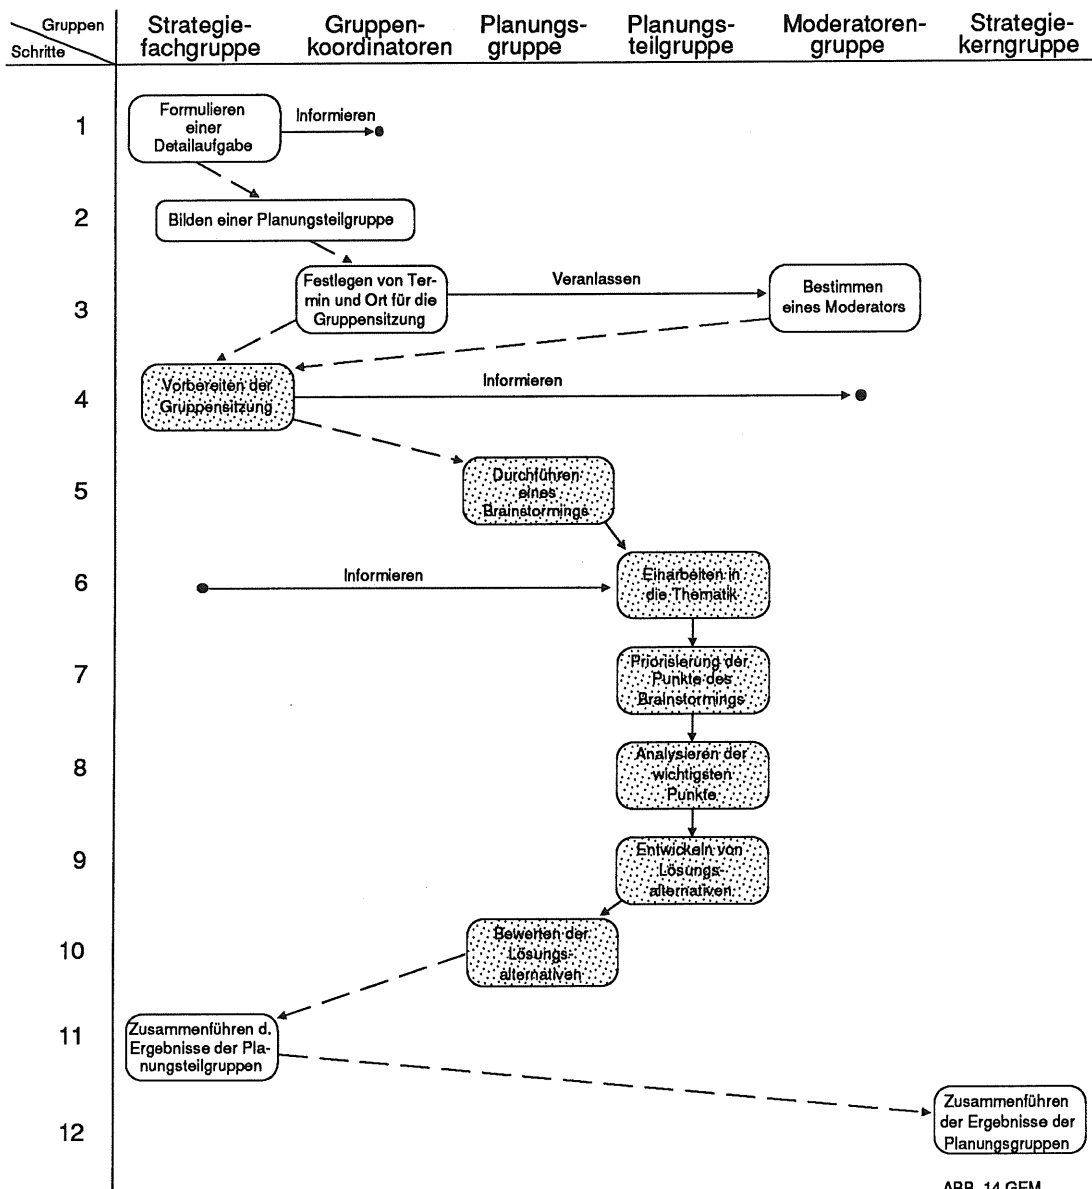 Gruppen
Schritte
Strategie-
fachgruppe
Gruppen-
koordinatoren
Planungs-
gruppe
Planungs-
teilgruppe
Moderatoren-
gruppe
Strategie-
kerngruppe
1
Formulieren
einer
Detailaufgabe
Informieren
2
Bilden einer Planungsteilgruppe
3
Festlegen von Ter-
min und Ort für die
Gruppensitzung
Veranlassen
Bestimmen
eines Moderators
4
Vorbereiten der
Gruppensitzung
Informieren
5
Durchführen
eines
Brainstormings
6
Informieren
Einarbeiten in
die Thematik
7
Priorisierung der
Punkte des
Brainstormings
8
Analysieren der
wichtigsten
Punkte
9
Entwickeln von
Lösungs-
alternativen
10
Bewerten der
Lösungs-
alternativen
11
Zusammenführen d.
Ergebnisse der Pla-
nungsteilgruppen
12
Zusammenführen
der Ergebnisse der
Planungsgruppen
ABB_14.GEM